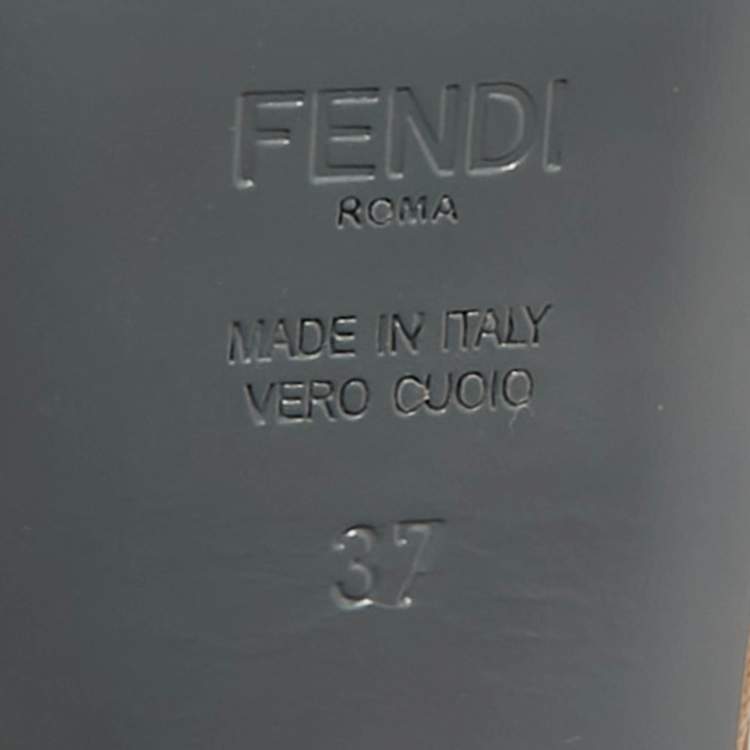 FENDI
ROMA
MADE IN ITALY
VERO CUOIO
37